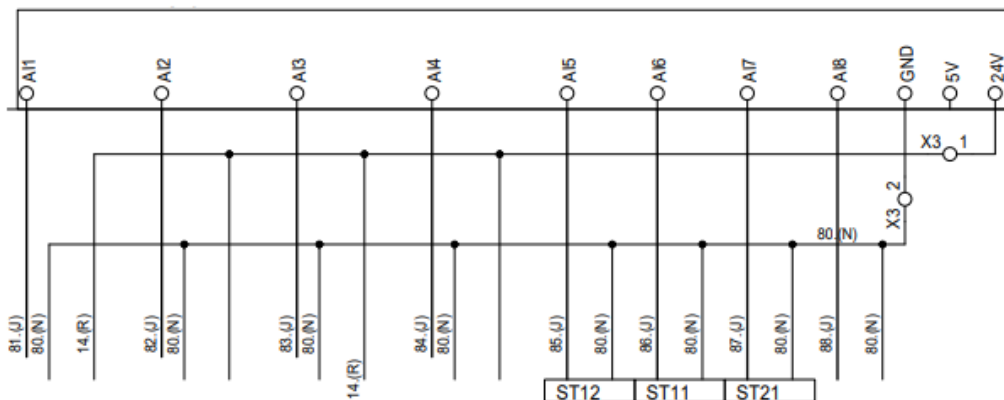 AI1
AI2
AI3
AI4
AI5
AI6
AI7
AI8
GND
5V
24V
X3 1
X3 2
80.(N)
81.(J)
80.(N)
14.(R)
82.(J)
80.(N)
83.(J)
80.(N)
14.(R)
84.(J)
80.(N)
85.(J)
80.(N)
86.(J)
80.(N)
87.(J)
80.(N)
88.(J)
80.(N)
ST12
ST11
ST21